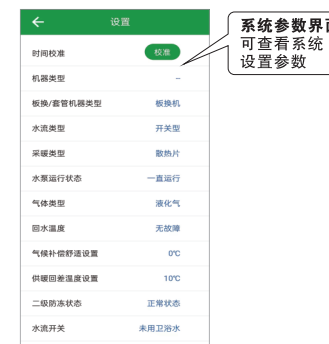 设置
时间校准 校准
机器类型 --
板换/套管机器类型 板换机
水流类型 开关型
采暖类型 散热片
水泵运行状态 一直运行
气体类型 液化气
回水温度 无故障
气候补偿舒适设置 0℃
供暖回差温度设置 10℃
二级防冻状态 正常状态
水流开关 未用卫浴水
系统参数界面
可查看系统
设置参数